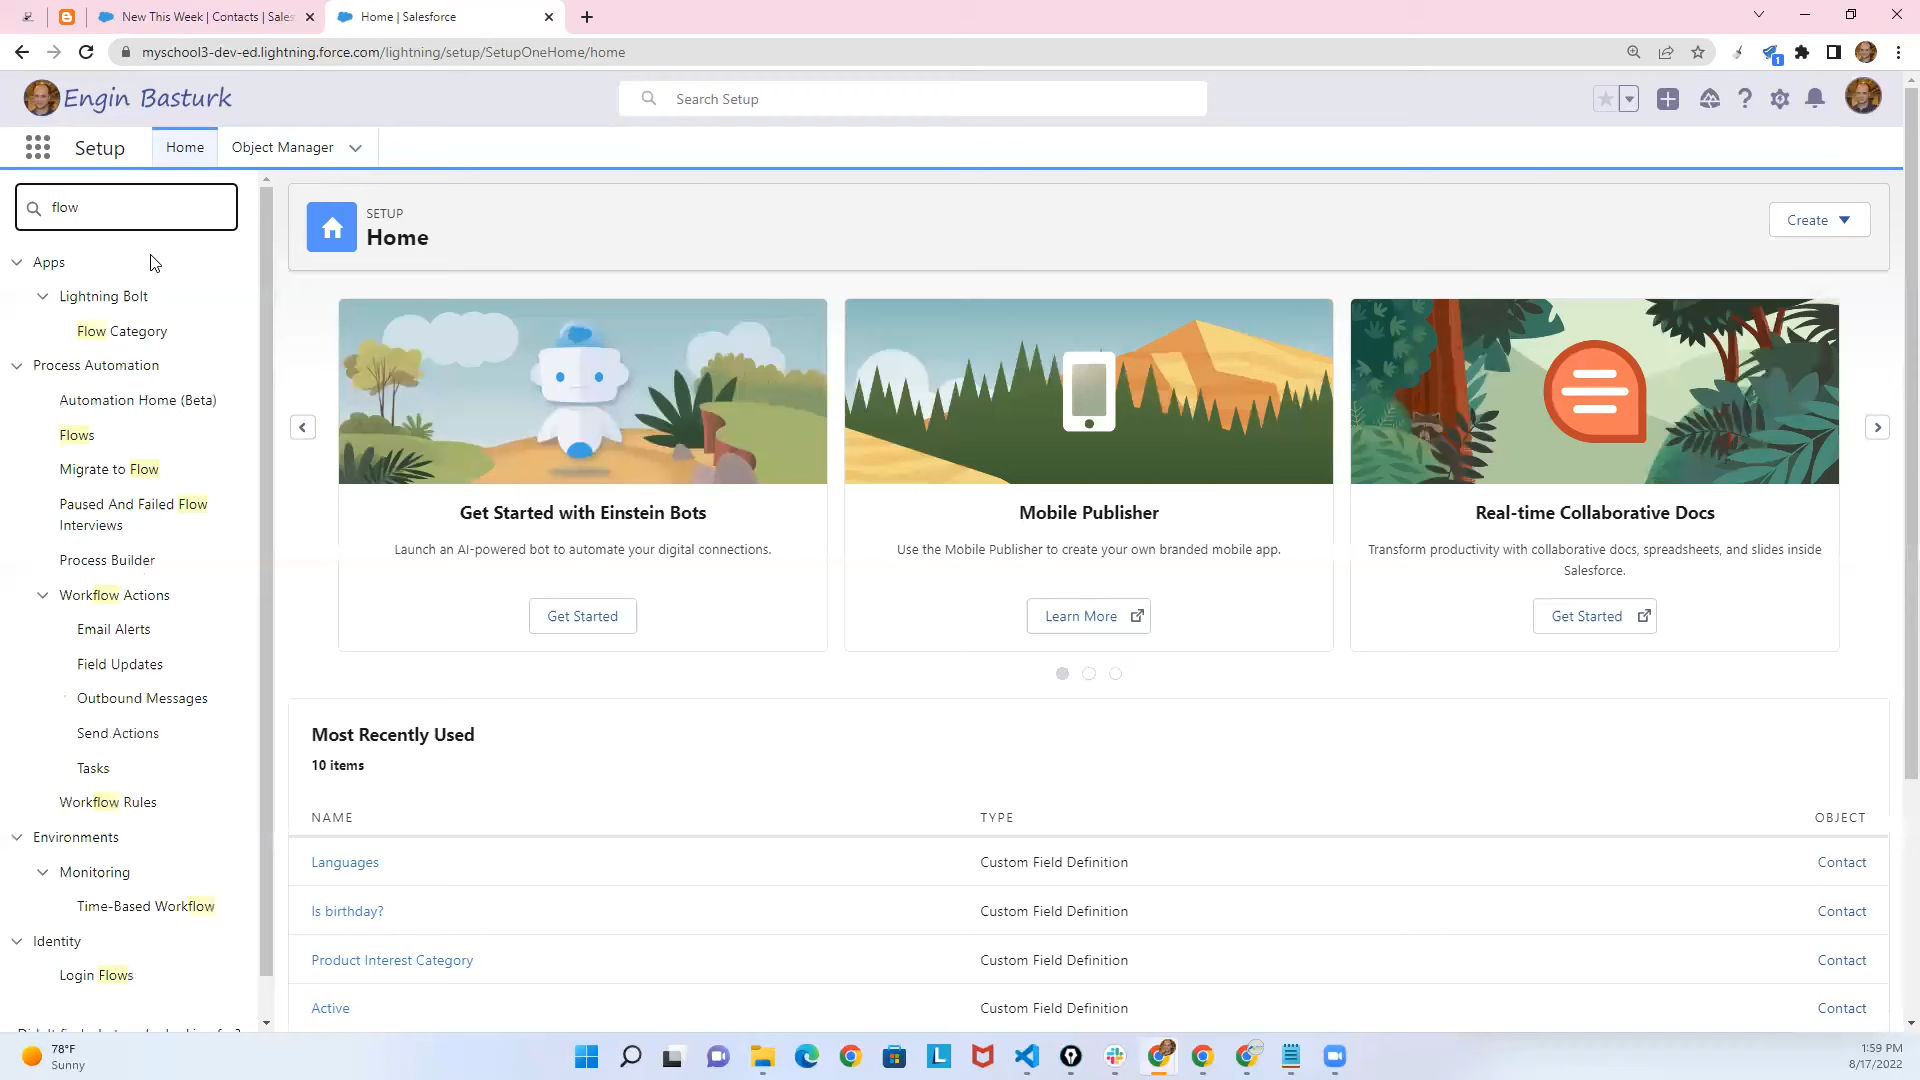 New This Week | Contacts | Sales
Home | Salesforce
myschool3-dev-ed.lightning.force.com/lightning/setup/SetupOneHome/home
1
Engin Basturk
Search Setup
Setup
Home
Object Manager
flow
Apps
Lightning Bolt
Flow Category
Process Automation
Automation Home (Beta)
Flows
Migrate to Flow
Paused And Failed Flow
Interviews
Process Builder
Workflow Actions
Email Alerts
Field Updates
Outbound Messages
Send Actions
Tasks
Workflow Rules
Environments
Monitoring
Time-Based Workflow
Identity
Login Flows
SETUP
Home
Create
Get Started with Einstein Bots
Launch an AI-powered bot to automate your digital connections.
Get Started
Mobile Publisher
Use the Mobile Publisher to create your own branded mobile app.
Learn More
Real-time Collaborative Docs
Transform productivity with collaborative docs, spreadsheets, and slides inside
Salesforce.
Get Started
Most Recently Used
10 items
NAME TYPE OBJECT
Languages Custom Field Definition Contact
Is birthday? Custom Field Definition Contact
Product Interest Category Custom Field Definition Contact
Active Custom Field Definition Contact
78°F
Sunny
1:59 PM
8/17/2022